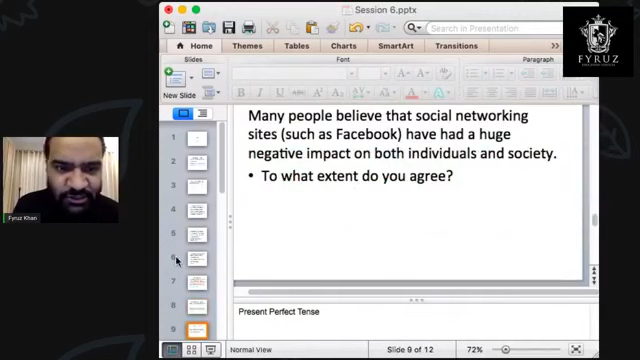 Session 6.pptx
Search in Presentation
Home Themes Tables Charts SmartArt Transitions
Slides Font Paragraph
New Slide
FYRUZ
Many people believe that social networking
sites (such as Facebook) have had a huge
negative impact on both individuals and society.
• To what extent do you agree?
Fyruz Khan
1
2
3
4
5
6
7
8
9
Present Perfect Tense
Normal View Slide 9 of 12 72%